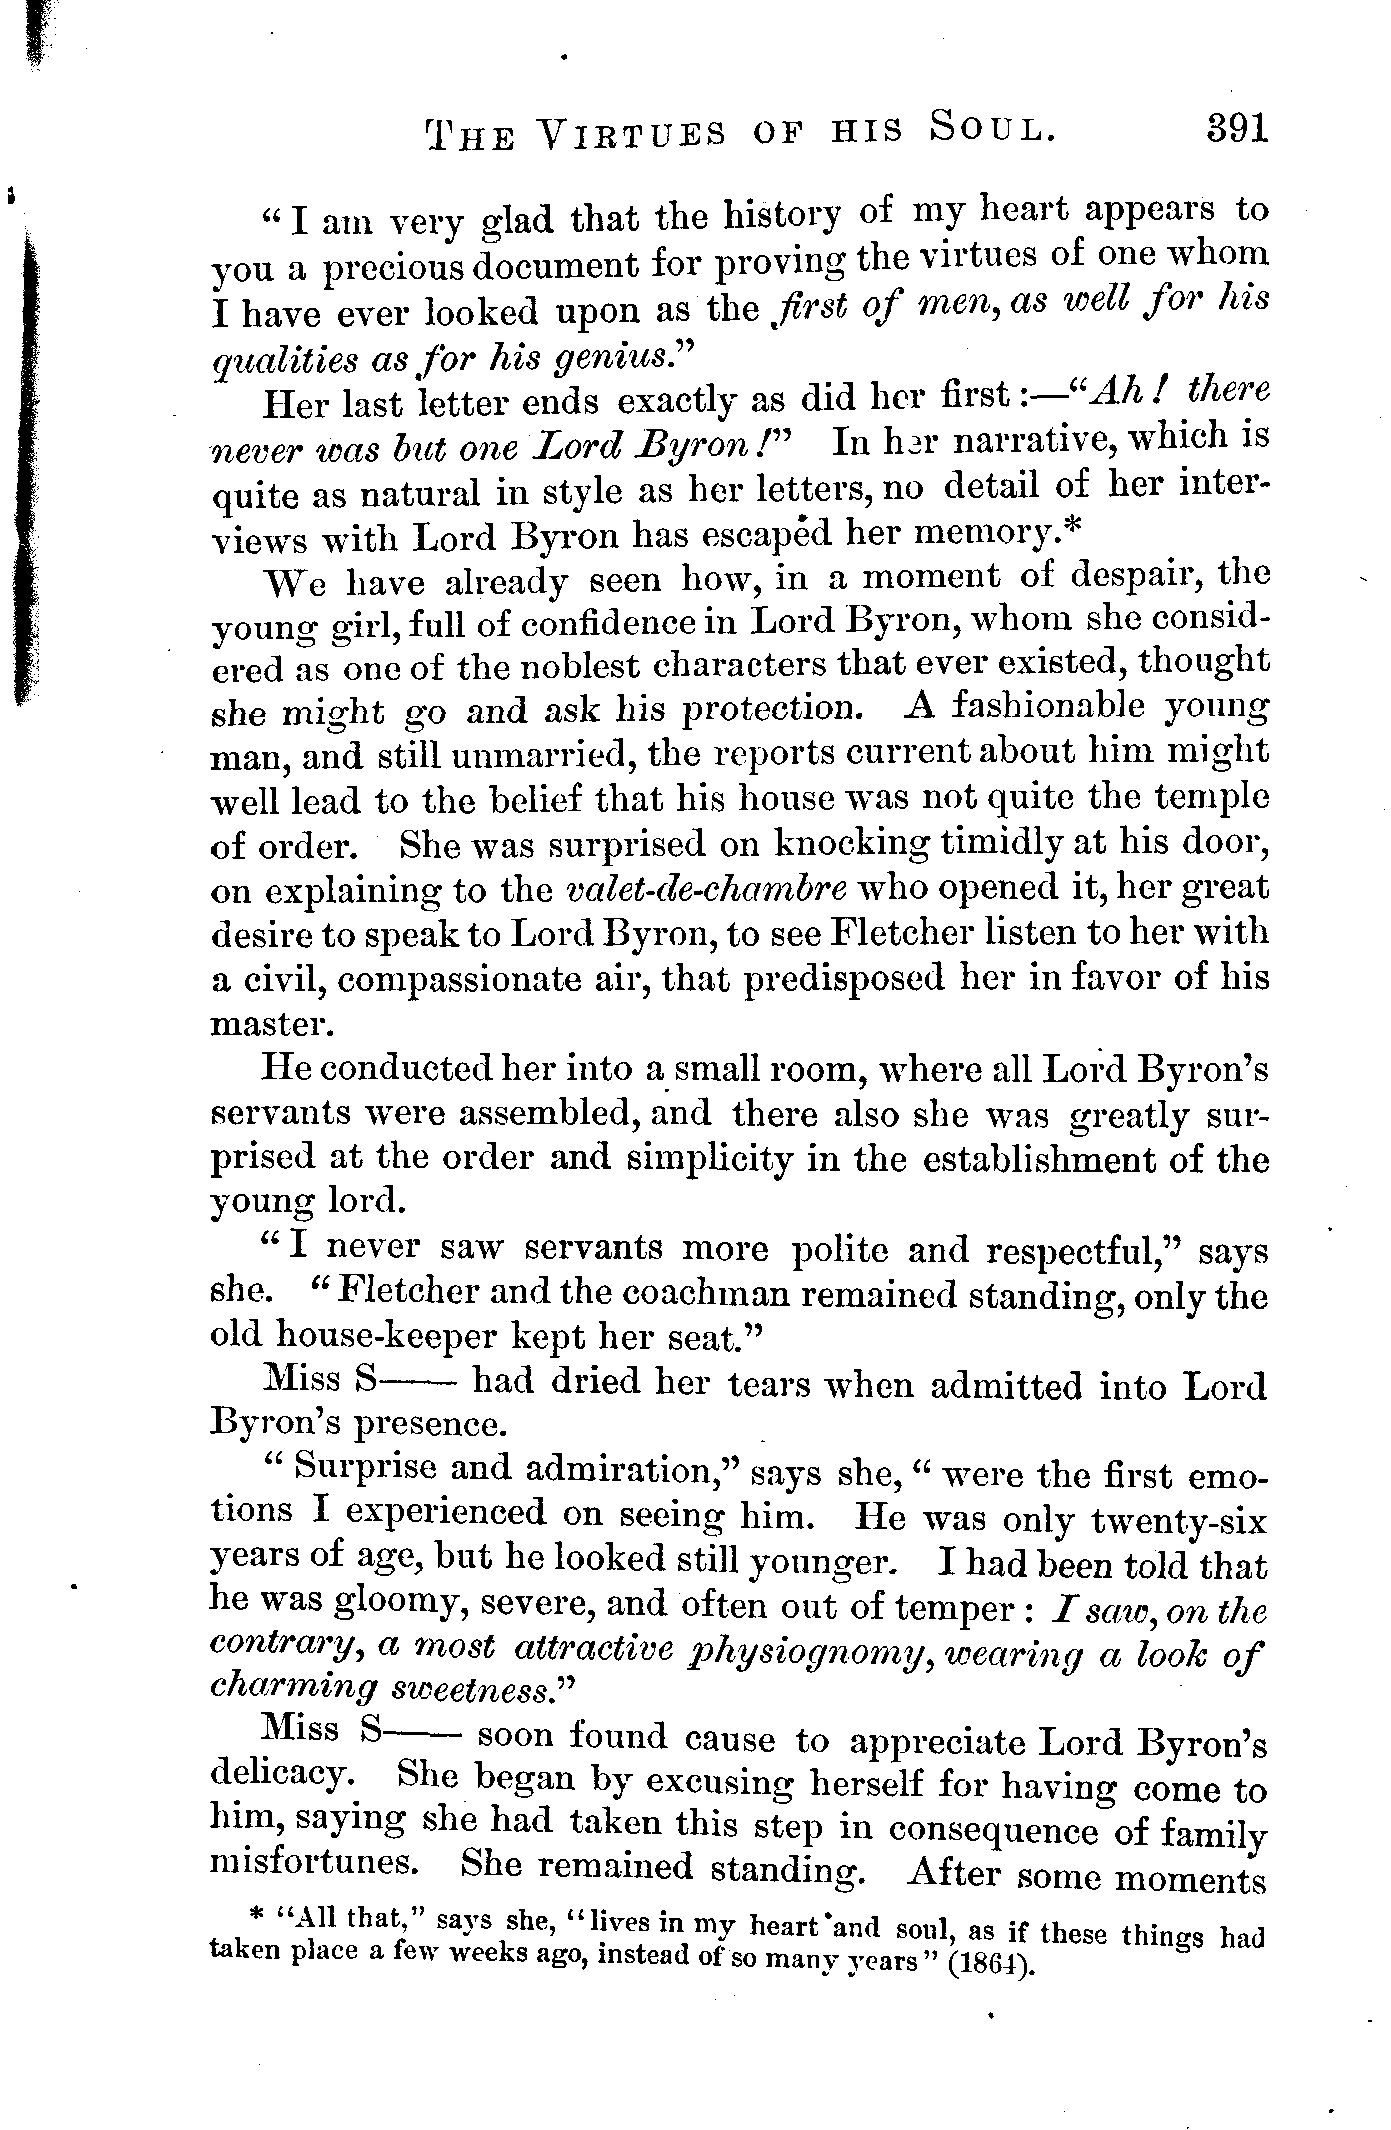 THE VIRTUES OF HIS SOUL. 391
"I am very glad that the history of my heart appears to
you a precious document for proving the virtues of one whom
I have ever looked upon as the first of men, as well for his
qualities as for his genius."
Her last letter ends exactly as did her first:—"Ah! there
never was but one Lord Byron!" In her narrative, which is
quite as natural in style as her letters, no detail of her inter-
views with Lord Byron has escaped her memory.*
We have already seen how, in a moment of despair, the
young girl, full of confidence in Lord Byron, whom she consid-
ered as one of the noblest characters that ever existed, thought
she might go and ask his protection. A fashionable young
man, and still unmarried, the reports current about him might
well lead to the belief that his house was not quite the temple
of order. She was surprised on knocking timidly at his door,
on explaining to the valet-de-chambre who opened it, her great
desire to speak to Lord Byron, to see Fletcher listen to her with
a civil, compassionate air, that predisposed her in favor of his
master.
He conducted her into a small room, where all Lord Byron's
servants were assembled, and there also she was greatly sur-
prised at the order and simplicity in the establishment of the
young lord.
"I never saw servants more polite and respectful," says
she. "Fletcher and the coachman remained standing, only the
old house-keeper kept her seat."
Miss S—— had dried her tears when admitted into Lord
Byron's presence.
"Surprise and admiration," says she, "were the first emo-
tions I experienced on seeing him. He was only twenty-six
years of age, but he looked still younger. I had been told that
he was gloomy, severe, and often out of temper: I saw, on the
contrary, a most attractive physiognomy, wearing a look of
charming sweetness."
Miss S—— soon found cause to appreciate Lord Byron's
delicacy. She began by excusing herself for having come to
him, saying she had taken this step in consequence of family
misfortunes. She remained standing. After some moments
* "All that," says she, "lives in my heart and soul, as if these things had
taken place a few weeks ago, instead of so many years" (1864).